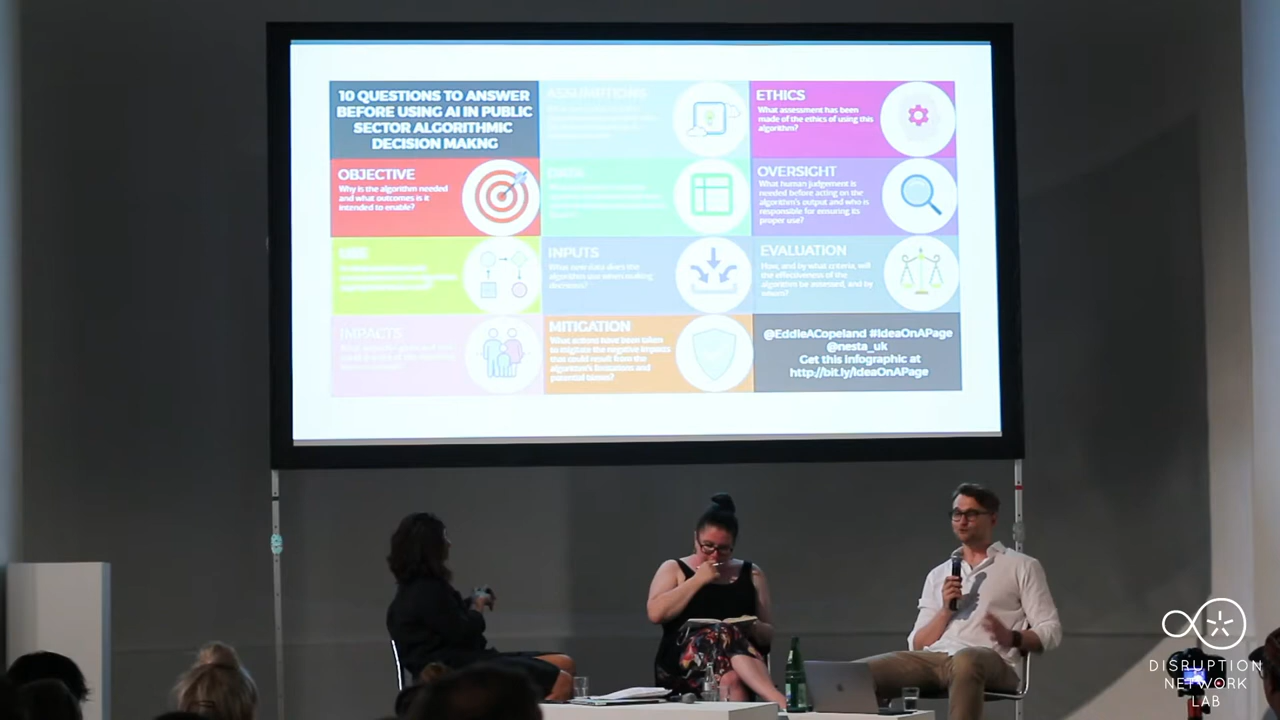 10 QUESTIONS TO ANSWER
BEFORE USING AI IN PUBLIC
SECTOR ALGORITHMIC
DECISION MAKNG
OBJECTIVE
Why is the algorithm needed
and what outcomes is it
intended to enable?
IMPACTS
ASSUMPTIONS
DATA
INPUTS
What new data does the
algorithm use when making
decisions?
MITIGATION
What actions have been taken
to mitigate the negative impacts
that could result from the
algorithm's limitations and
potential biases?
ETHICS
What assessment has been
made of the ethics of using this
algorithm?
OVERSIGHT
What human judgement is
needed before acting on the
algorithm's output and who is
responsible for ensuring its
proper use?
EVALUATION
How, and by what criteria, will
the effectiveness of the
algorithm be assessed, and by
whom?
@EddieACopeland #IdeaOnAPage
@nesta_uk
Get this infographic at
http://bit.ly/IdeaOnAPage
DISRUPTION
NETWORK
LAB